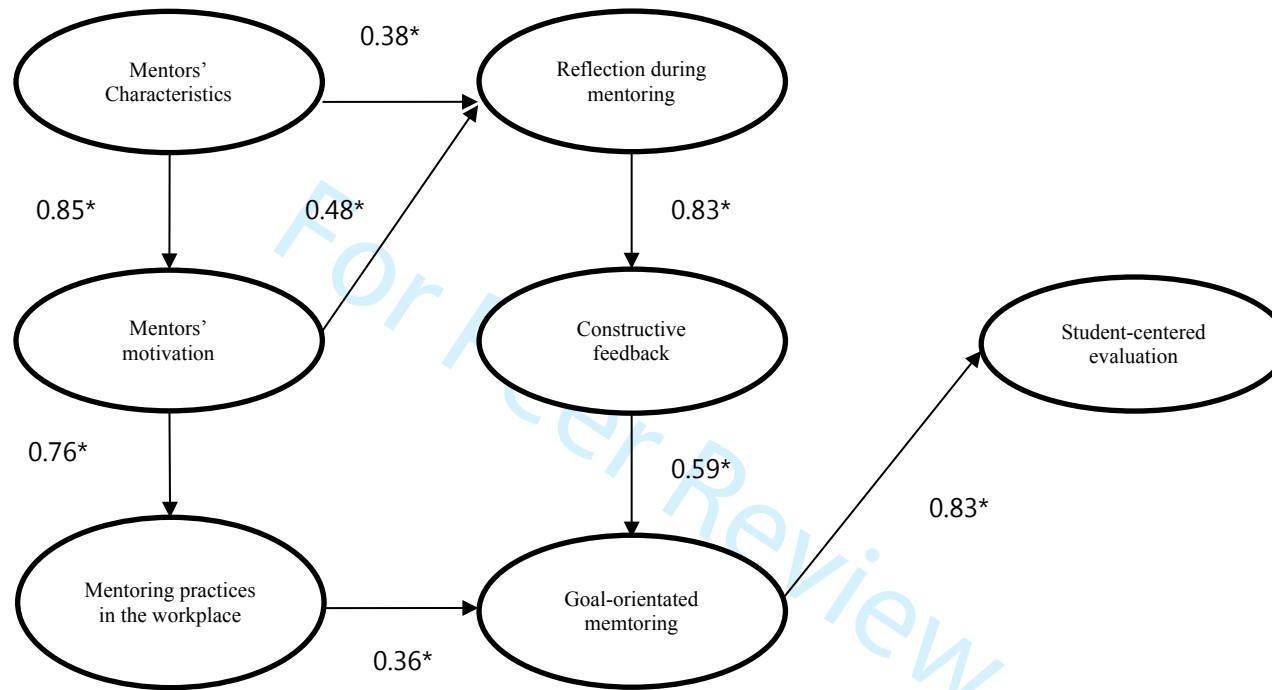 0.38*
Mentors'
Characteristics
Reflection during
mentoring
0.85*
0.48*
0.83*
Mentors'
motivation
Constructive
feedback
Student-centered
evaluation
0.76*
0.59*
0.83*
Mentoring practices
in the workplace
Goal-orientated
memtoring
0.36*
For Peer Review